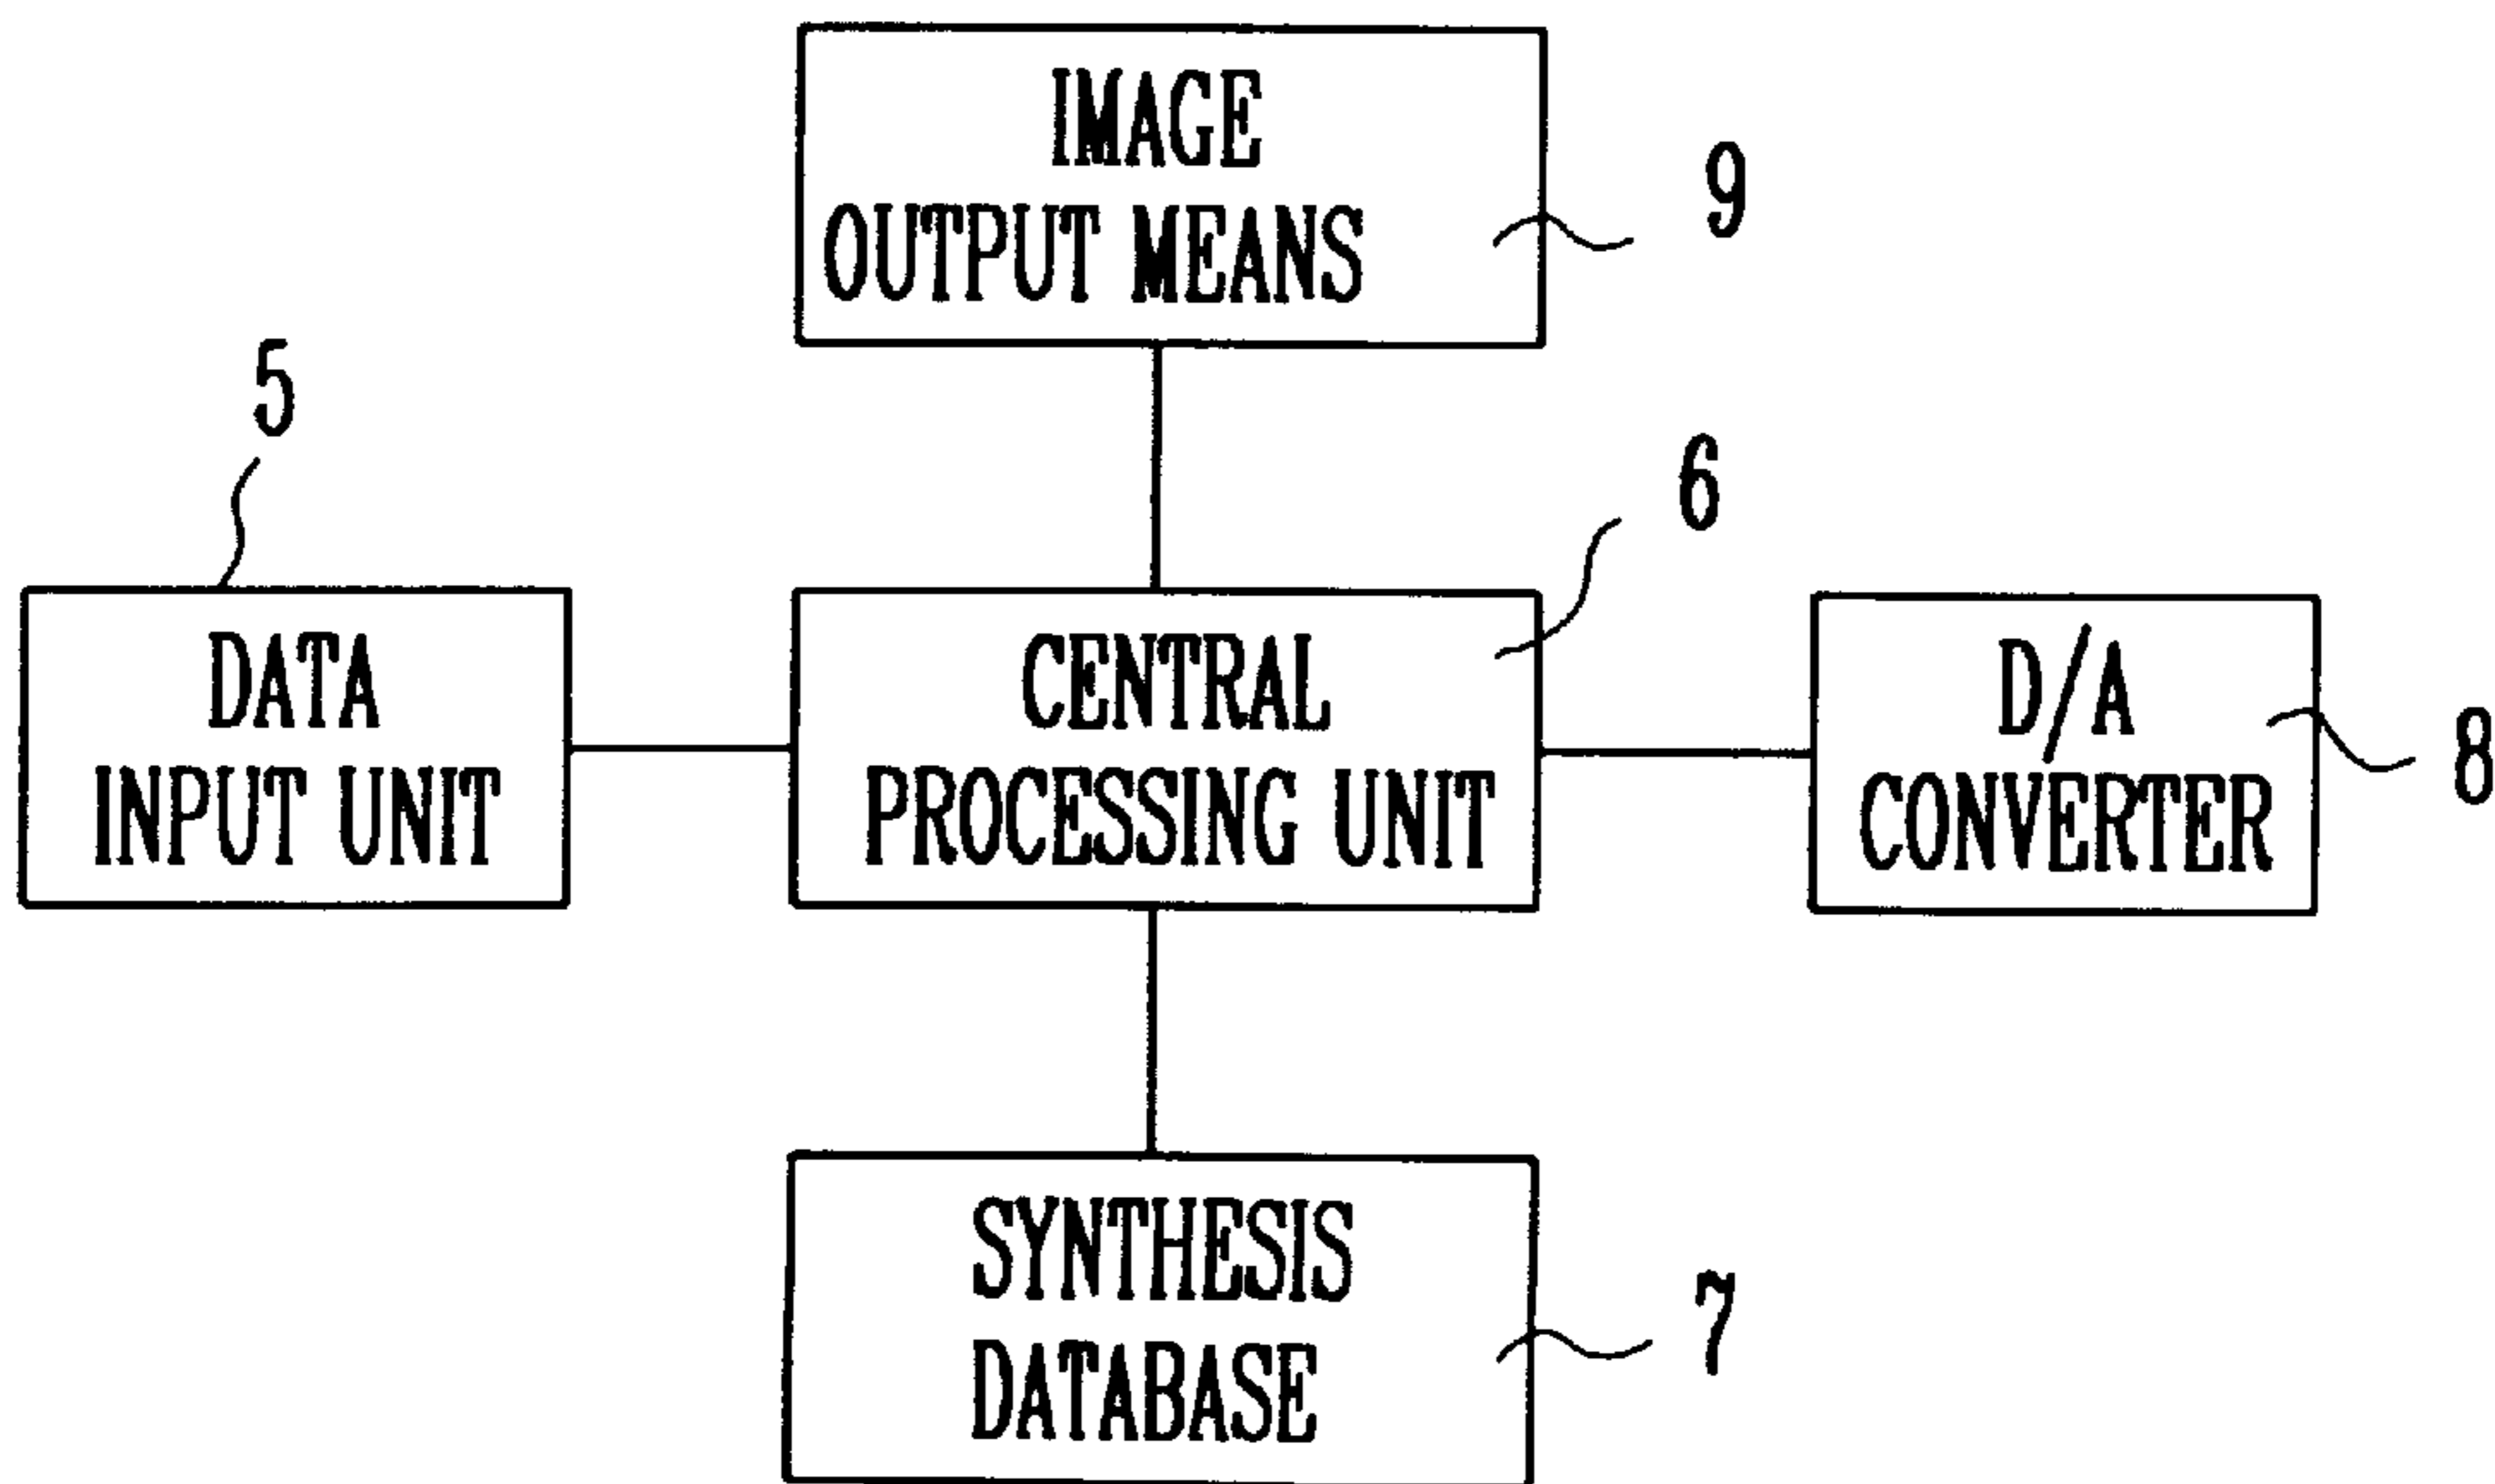 IMAGE
OUTPUT MEANS
9
5
6
DATA
INPUT UNIT
CENTRAL
PROCESSING UNIT
D/A
CONVERTER
8
SYNTHESIS
DATABASE
7